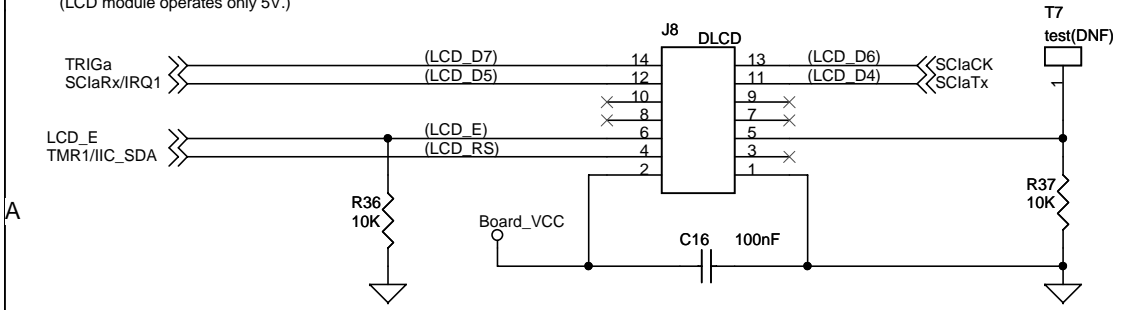 (LCD module operates only 5V.)
T7
test(DNF)
J8
DLCD
TRIGa
(LCD_D7)
14
13
(LCD_D6)
SCIaCK
SCIaRx/IRQ1
(LCD_D5)
12
11
(LCD_D4)
SCIaTx
10
9
8
7
1
LCD_E
(LCD_E)
6
5
TMR1/IIC_SDA
(LCD_RS)
4
3
2
1
A
R36
10K
R37
10K
Board_VCC
C16
100nF